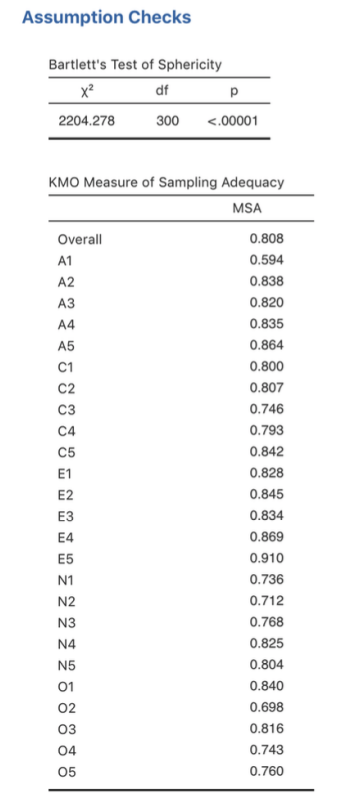 Assumption Checks
Bartlett's Test of Sphericity
χ² df p
2204.278 300 <.00001
KMO Measure of Sampling Adequacy
MSA
Overall 0.808
A1 0.594
A2 0.838
A3 0.820
A4 0.835
A5 0.864
C1 0.800
C2 0.807
C3 0.746
C4 0.793
C5 0.842
E1 0.828
E2 0.845
E3 0.834
E4 0.869
E5 0.910
N1 0.736
N2 0.712
N3 0.768
N4 0.825
N5 0.804
O1 0.840
O2 0.698
O3 0.816
O4 0.743
O5 0.760